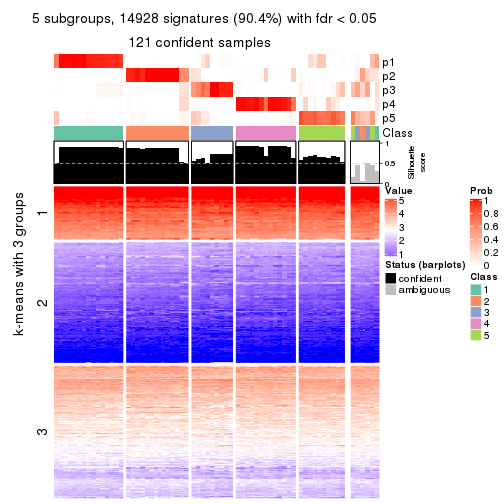 5 subgroups, 14928 signatures (90.4%) with fdr < 0.05
121 confident samples
p1
p2
p3
p4
p5
Class
1
0.5
0
Silhouette
score
k-means with 3 groups
1
2
3
Value
5
4
3
2
1
Status (barplots)
confident
ambiguous
Prob
1
0.8
0.6
0.4
0.2
0
Class
1
2
3
4
5